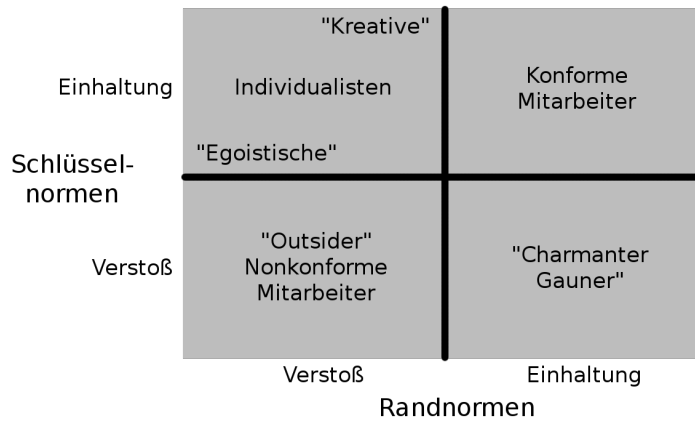 "Kreative"
Einhaltung
Individualisten
Konforme
Mitarbeiter
"Egoistische"
Schlüssel-
normen
Verstoß
"Outsider"
Nonkonforme
Mitarbeiter
"Charmanter
Gauner"
Verstoß
Einhaltung
Randnormen